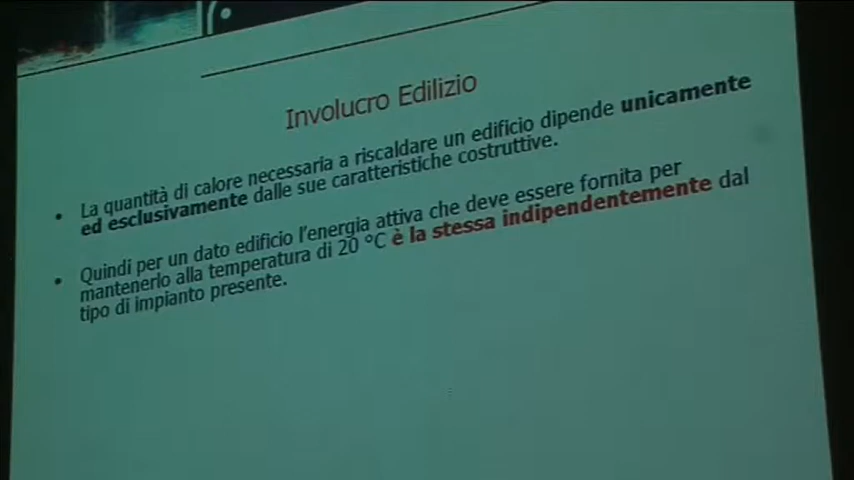 Involucro Edilizio
• La quantità di calore necessaria a riscaldare un edificio dipende unicamente
ed esclusivamente dalle sue caratteristiche costruttive.
• Quindi per un dato edificio l'energia attiva che deve essere fornita per
mantenerlo alla temperatura di 20 °C è la stessa indipendentemente dal
tipo di impianto presente.